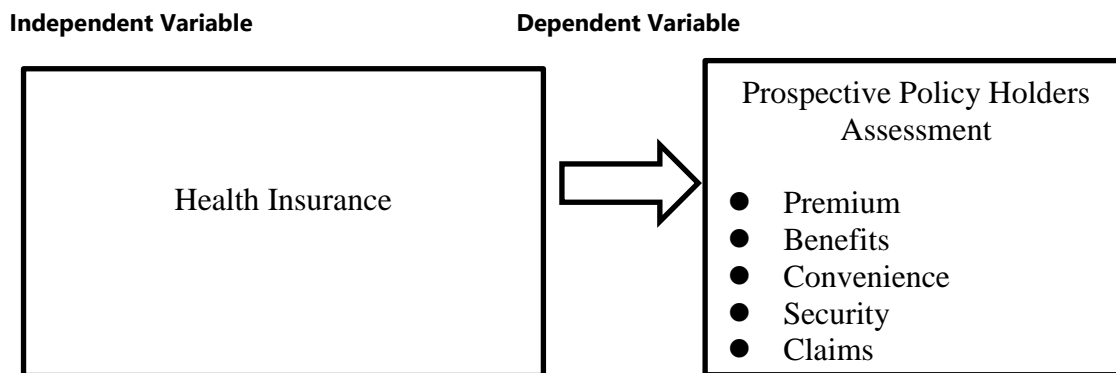 Independent Variable
Dependent Variable
Health Insurance
Prospective Policy Holders
Assessment
● Premium
● Benefits
● Convenience
● Security
● Claims